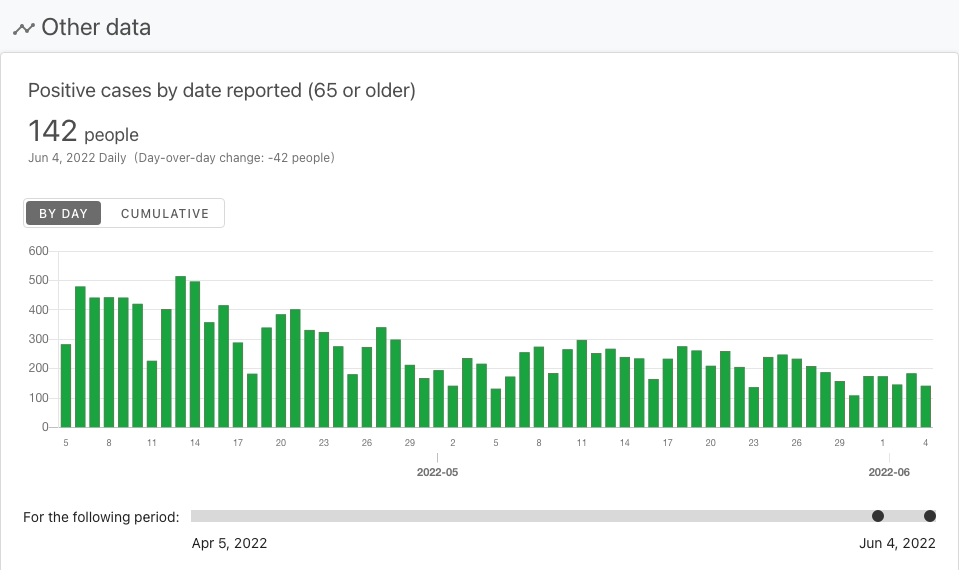 Other data
Positive cases by date reported (65 or older)
142 people
Jun 4, 2022 Daily (Day-over-day change: -42 people)
BY DAY CUMULATIVE
600
500
400
300
200
100
0
5 8 11 14 17 20 23 26 29 2 5 8 11 14 17 20 23 26 29 1 4
2022-05 2022-06
For the following period:
Apr 5, 2022 Jun 4, 2022